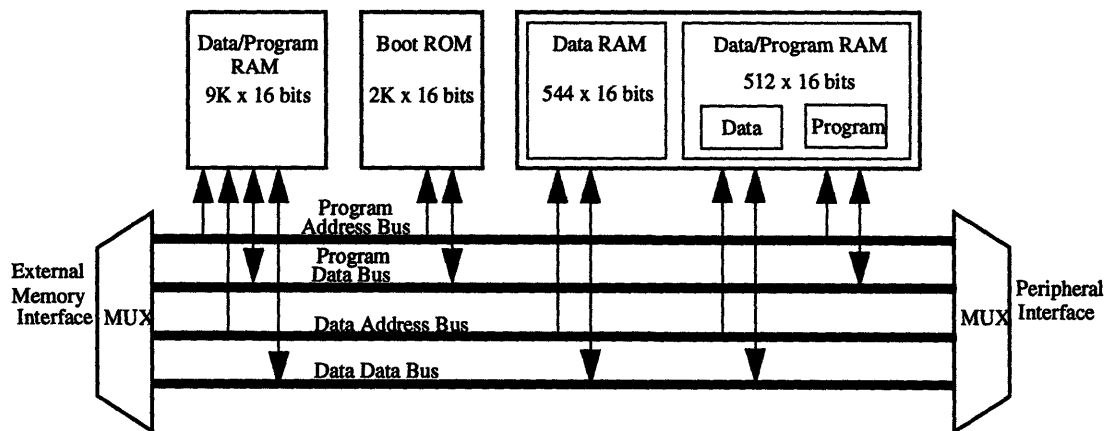 Data/Program
RAM
9K x 16 bits
Boot ROM
2K x 16 bits
Data RAM
544 x 16 bits
Data/Program RAM
512 x 16 bits
Data
Program
Program
Address Bus
Program
Data Bus
Data Address Bus
Data Data Bus
External
Memory
Interface
MUX
MUX
Peripheral
Interface